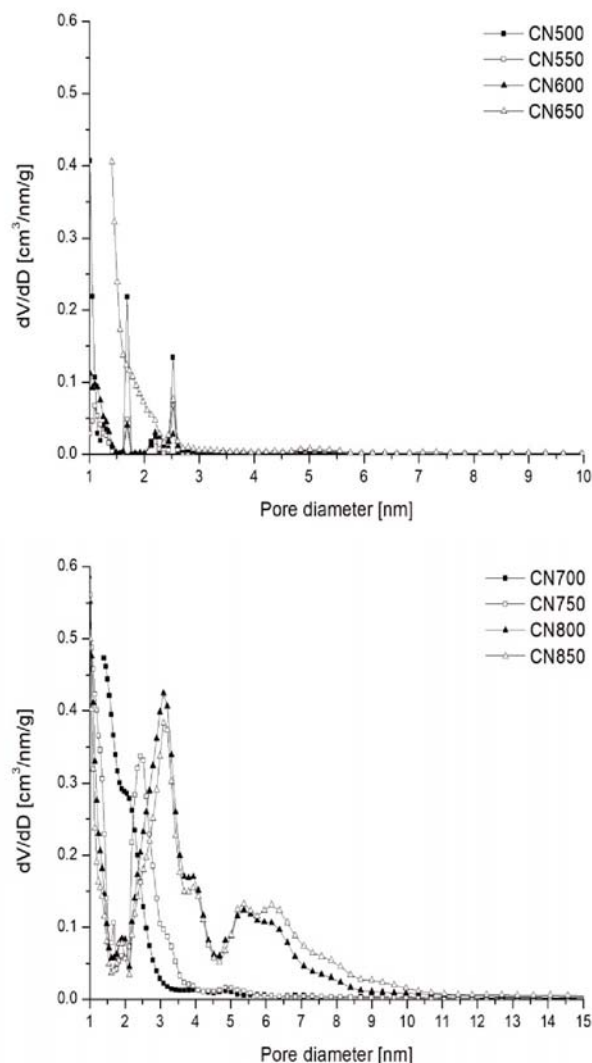 0.6
0.5
0.4
0.3
0.2
0.1
0.0
dV/dD [cm³/nm/g]
CN500
CN550
CN600
CN650
1 2 3 4 5 6 7 8 9 10
Pore diameter [nm]
0.6
0.5
0.4
0.3
0.2
0.1
0.0
dV/dD [cm³/nm/g]
CN700
CN750
CN800
CN850
1 2 3 4 5 6 7 8 9 10 11 12 13 14 15
Pore diameter [nm]